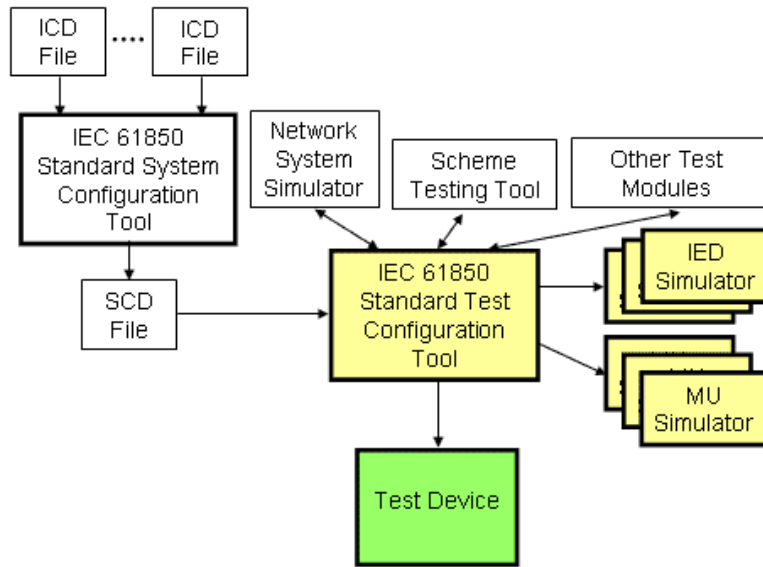 ICD
File
....
ICD
File
IEC 61850
Standard System
Configuration
Tool
Network
System
Simulator
Scheme
Testing Tool
Other Test
Modules
SCD
File
IEC 61850
Standard Test
Configuration
Tool
IED
Simulator
MU
Simulator
Test Device